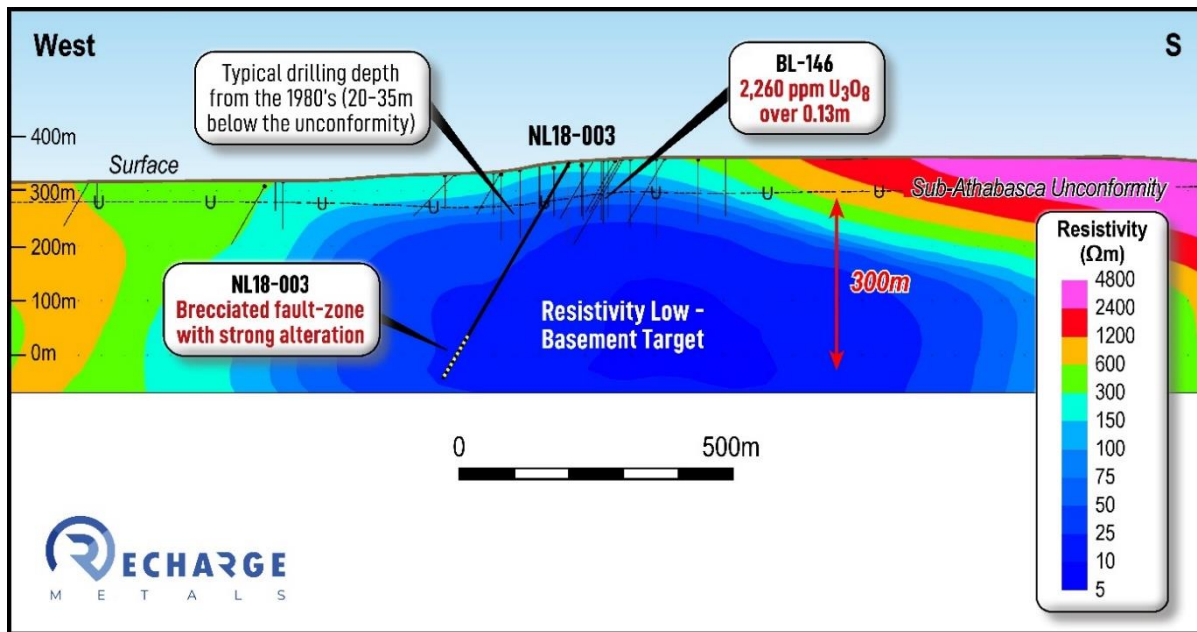 West
S
Typical drilling depth
from the 1980's (20-35m
below the unconformity)
BL-146
2,260 ppm U₃O₈
over 0.13m
NL18-003
400m
Surface
300m
U U U U U U U
Sub-Athabasca Unconformity
200m
NL18-003
Brecciated fault-zone
with strong alteration
100m
0m
Resistivity Low -
Basement Target
300m
Resistivity
(Ωm)
4800
2400
1200
600
300
150
100
75
50
25
10
5
0 500m
RECHARGE
METALS